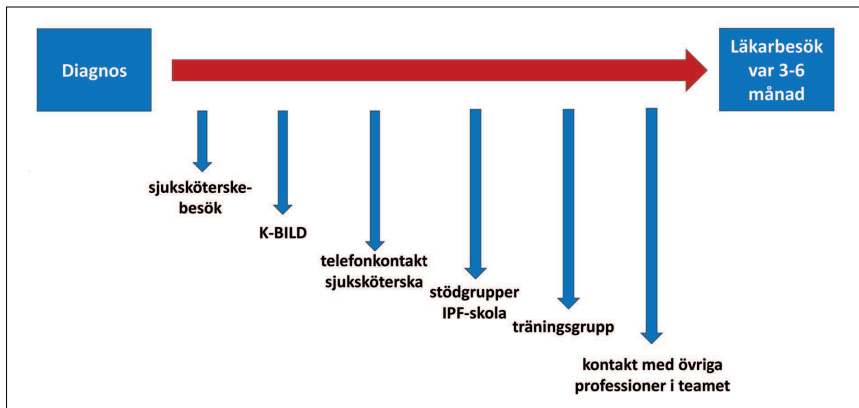 Diagnos
Läkarbesök
var 3-6
månad
sjuksköterske-
besök
K-BILD
telefonkontakt
sjuksköterska
stödgrupper
IPF-skola
träningsgrupp
kontakt med övriga
professioner i teamet